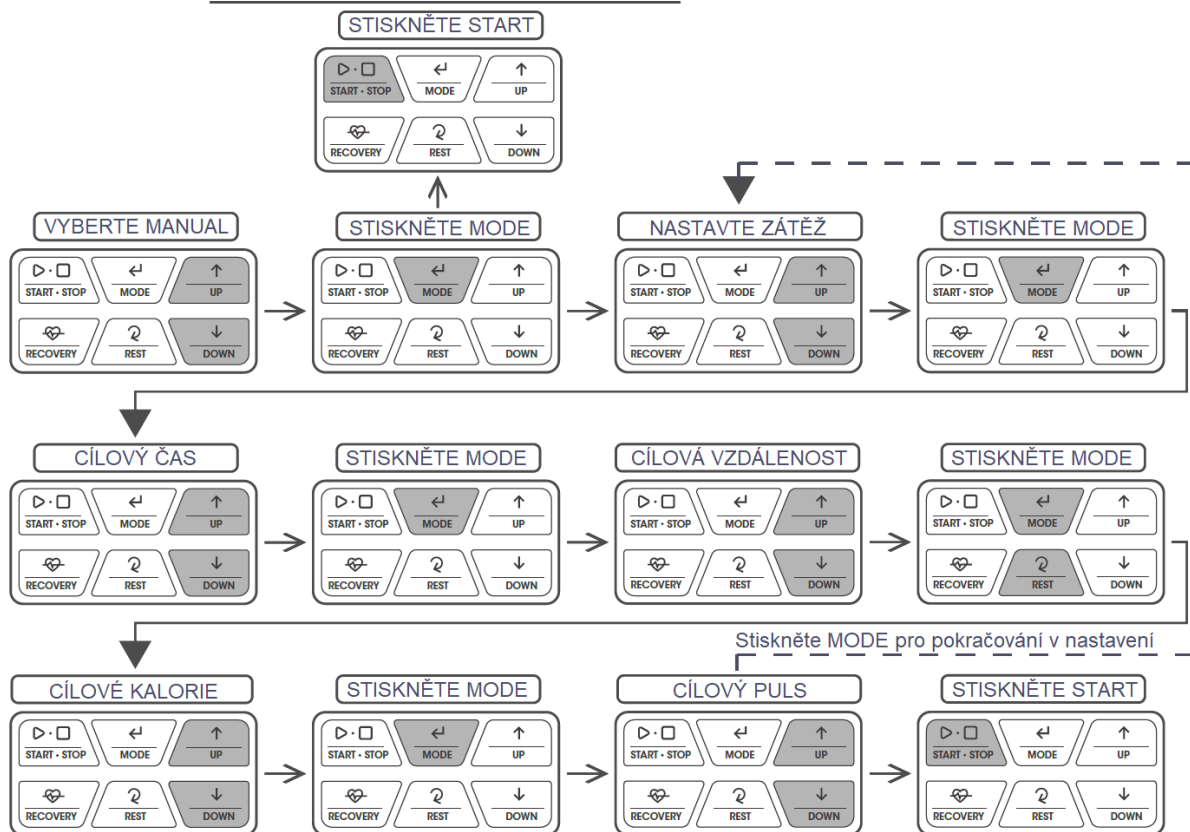 STISKNĚTE START
START • STOP MODE UP
RECOVERY REST DOWN
VYBERTE MANUAL STISKNĚTE MODE NASTAVTE ZÁTĚŽ STISKNĚTE MODE
START • STOP MODE UP START • STOP MODE UP START • STOP MODE UP START • STOP MODE UP
RECOVERY REST DOWN RECOVERY REST DOWN RECOVERY REST DOWN RECOVERY REST DOWN
CÍLOVÝ ČAS STISKNĚTE MODE CÍLOVÁ VZDÁLENOST STISKNĚTE MODE
START • STOP MODE UP START • STOP MODE UP START • STOP MODE UP START • STOP MODE UP
RECOVERY REST DOWN RECOVERY REST DOWN RECOVERY REST DOWN RECOVERY REST DOWN
Stiskněte MODE pro pokračování v nastavení
CÍLOVÉ KALORIE STISKNĚTE MODE CÍLOVÝ PULS STISKNĚTE START
START • STOP MODE UP START • STOP MODE UP START • STOP MODE UP START • STOP MODE UP
RECOVERY REST DOWN RECOVERY REST DOWN RECOVERY REST DOWN RECOVERY REST DOWN